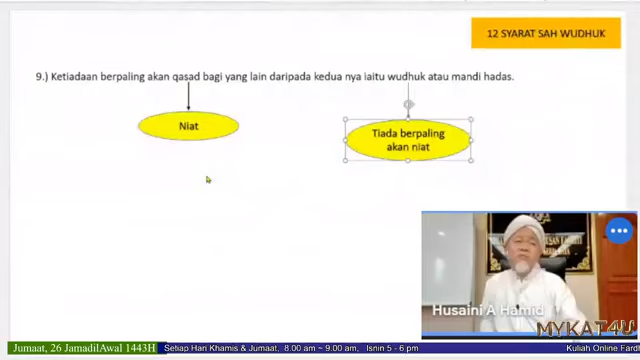 12 SYARAT SAH WUDHUK
9.) Ketiadaan berpaling akan qasad bagi yang lain daripada kedua nya iaitu wudhuk atau mandi hadas.
Niat
Tiada berpaling
akan niat
Husaini A Hamid
MYKAT4U
Jumaat, 26 JamadilAwal 1443H
Setiap Hari Khamis & Jumaat, 8:00 am ~ 9.00 am, Isnin 5 - 6 pm
Kuliah Online Fard